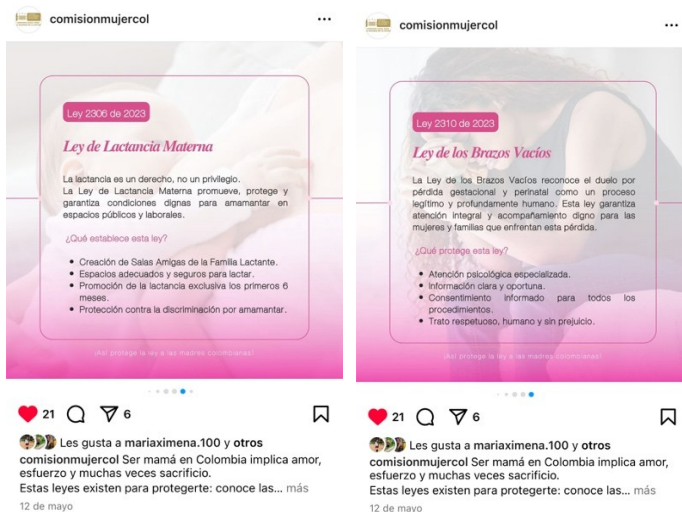 comisionmujercol
Ley 2306 de 2023
Ley de Lactancia Materna
La lactancia es un derecho, no un privilegio.
La Ley de Lactancia Materna promueve, protege y
garantiza condiciones dignas para amamantar en
espacios públicos y laborales.
¿Qué establece esta ley?
Creación de Salas Amigas de la Familia Lactante.
Espacios adecuados y seguros para lactar.
Promoción de la lactancia exclusiva los primeros 6
meses.
Protección contra la discriminación por amamantar.
¡Así protege la ley a las madres colombianas!
21
6
Les gusta a mariaximena.100 y otros
comisionmujercol Ser mamá en Colombia implica amor,
esfuerzo y muchas veces sacrificio.
Estas leyes existen para protegerte: conoce las... más
12 de mayo
comisionmujercol
Ley 2310 de 2023
Ley de los Brazos Vacíos
La Ley de los Brazos Vacíos reconoce el duelo por
pérdida gestacional y perinatal como un proceso
legítimo y profundamente humano. Esta ley garantiza
atención integral y acompañamiento digno para las
mujeres y familias que enfrentan esta pérdida.
¿Qué protege esta ley?
Atención psicológica especializada.
Información clara y oportuna.
Consentimiento informado para todos los
procedimientos.
Trato respetuoso, humano y sin prejuicio.
¡Así protege la ley a las madres colombianas!
21
6
Les gusta a mariaximena.100 y otros
comisionmujercol Ser mamá en Colombia implica amor,
esfuerzo y muchas veces sacrificio.
Estas leyes existen para protegerte: conoce las... más
12 de mayo